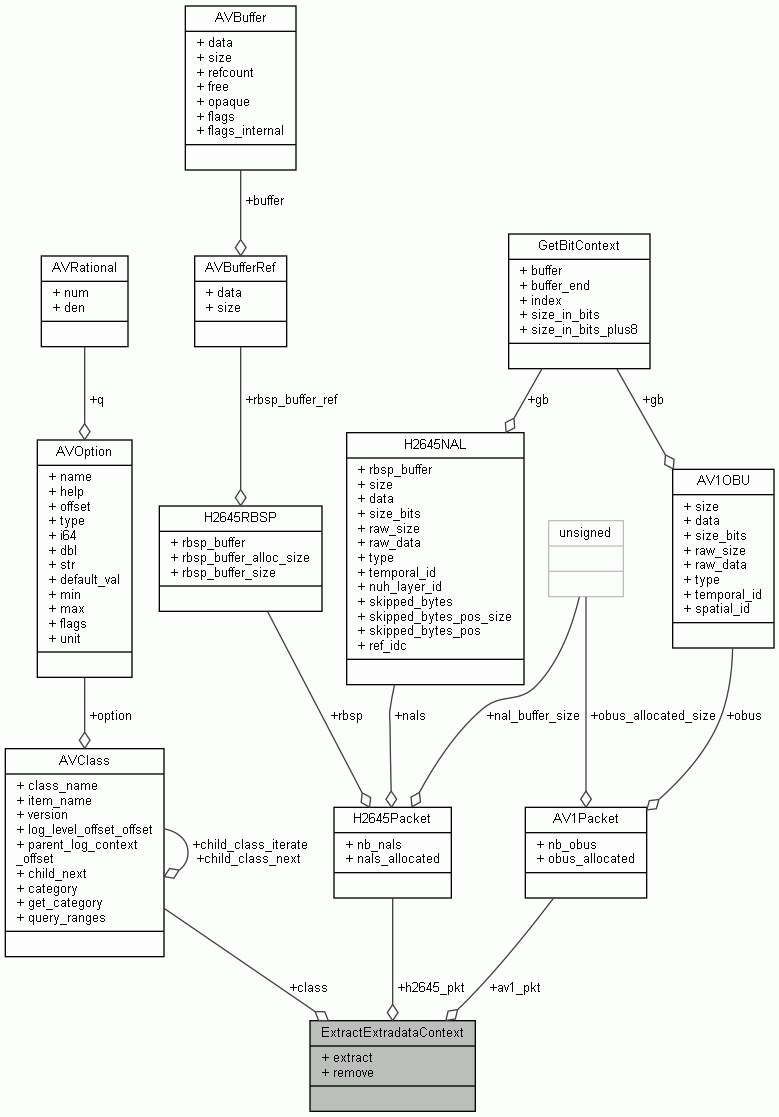 AVBuffer
+ data
+ size
+ refcount
+ free
+ opaque
+ flags
+ flags_internal
+buffer
AVRational
+ num
+ den
AVBufferRef
+ data
+ size
GetBitContext
+ buffer
+ buffer_end
+ index
+ size_in_bits
+ size_in_bits_plus8
+q
+rbsp_buffer_ref
+gb
+gb
AVOption
+ name
+ help
+ offset
+ type
+ i64
+ dbl
+ str
+ default_val
+ min
+ max
+ flags
+ unit
H2645RBSP
+ rbsp_buffer
+ rbsp_buffer_alloc_size
+ rbsp_buffer_size
H2645NAL
+ rbsp_buffer
+ size
+ data
+ size_bits
+ raw_size
+ raw_data
+ type
+ temporal_id
+ nuh_layer_id
+ skipped_bytes
+ skipped_bytes_pos_size
+ skipped_bytes_pos
+ ref_idc
unsigned
AV1OBU
+ size
+ data
+ size_bits
+ raw_size
+ raw_data
+ type
+ temporal_id
+ spatial_id
+option
+rbsp
+nals
+nal_buffer_size
+obus_allocated_size
+obus
AVClass
+ class_name
+ item_name
+ version
+ log_level_offset_offset
+ parent_log_context
_offset
+ child_next
+ category
+ get_category
+ query_ranges
+child_class_iterate
+child_class_next
H2645Packet
+ nb_nals
+ nals_allocated
AV1Packet
+ nb_obus
+ obus_allocated
+class
+h2645_pkt
+av1_pkt
ExtractExtradataContext
+ extract
+ remove